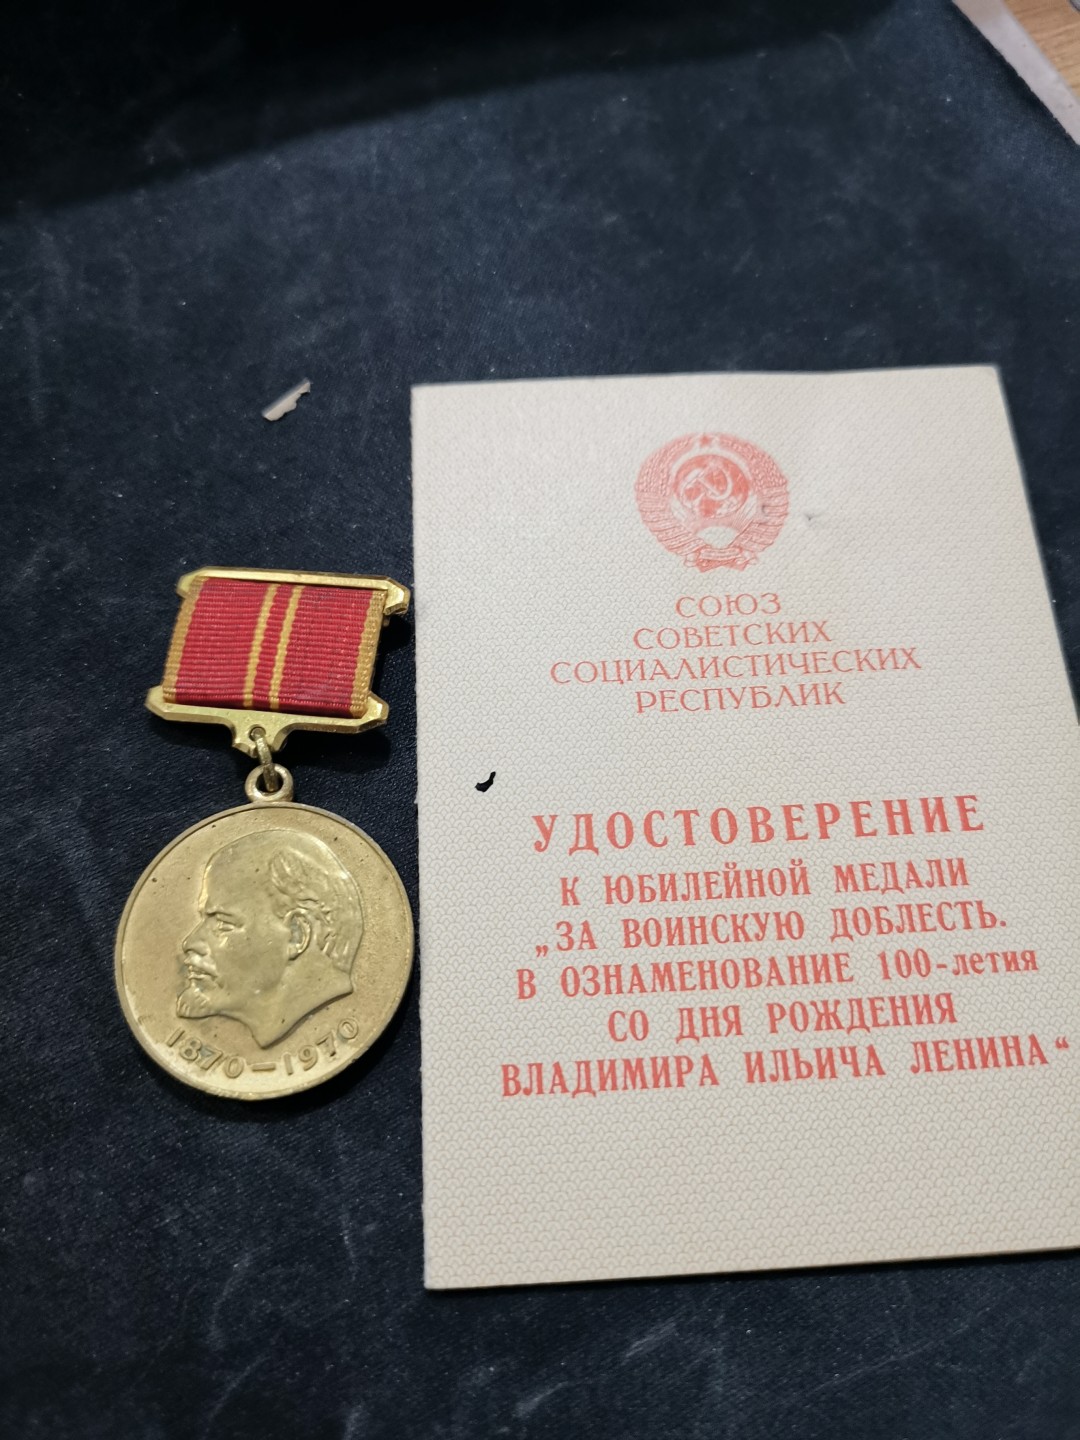 1870-1970
СОЮЗ
СОВЕТСКИХ
СОЦИАЛИСТИЧЕСКИХ
РЕСПУБЛИК
УДОСТОВЕРЕНИЕ
К ЮБИЛЕЙНОЙ МЕДАЛИ
„ЗА ВОИНСКУЮ ДОБЛЕСТЬ.
В ОЗНАМЕНОВАНИЕ 100-летия
СО ДНЯ РОЖДЕНИЯ
ВЛАДИМИРА ИЛЬИЧА ЛЕНИНА“